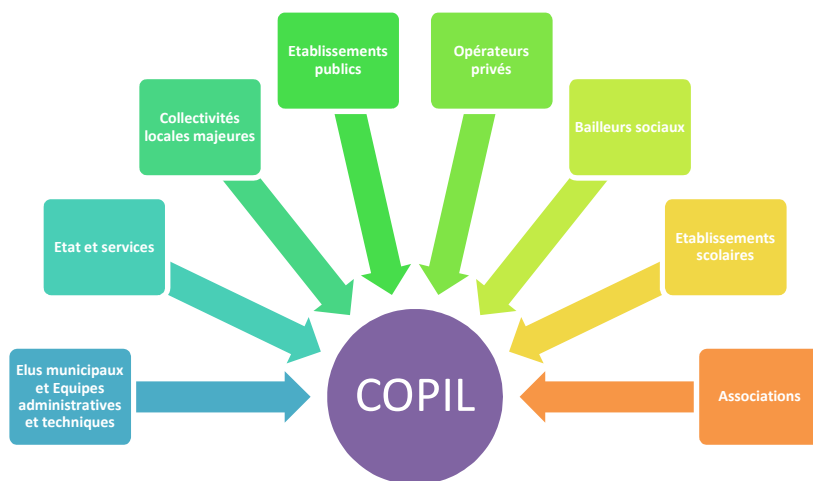 Etablissements
publics
Opérateurs
privés
Collectivités
locales majeures
Bailleurs sociaux
Etat et services
Etablissements
scolaires
Elus municipaux
et Equipes
administratives
et techniques
COPIL
Associations